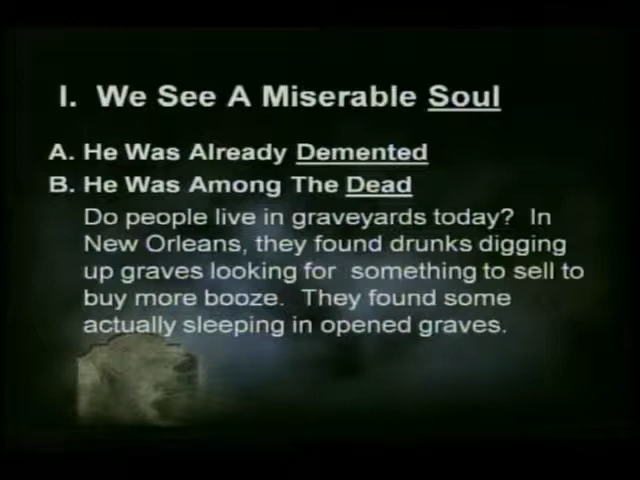 I. We See A Miserable Soul
A. He Was Already Demented
B. He Was Among The Dead
Do people live in graveyards today? In
New Orleans, they found drunks digging
up graves looking for something to sell to
buy more booze. They found some
actually sleeping in opened graves.